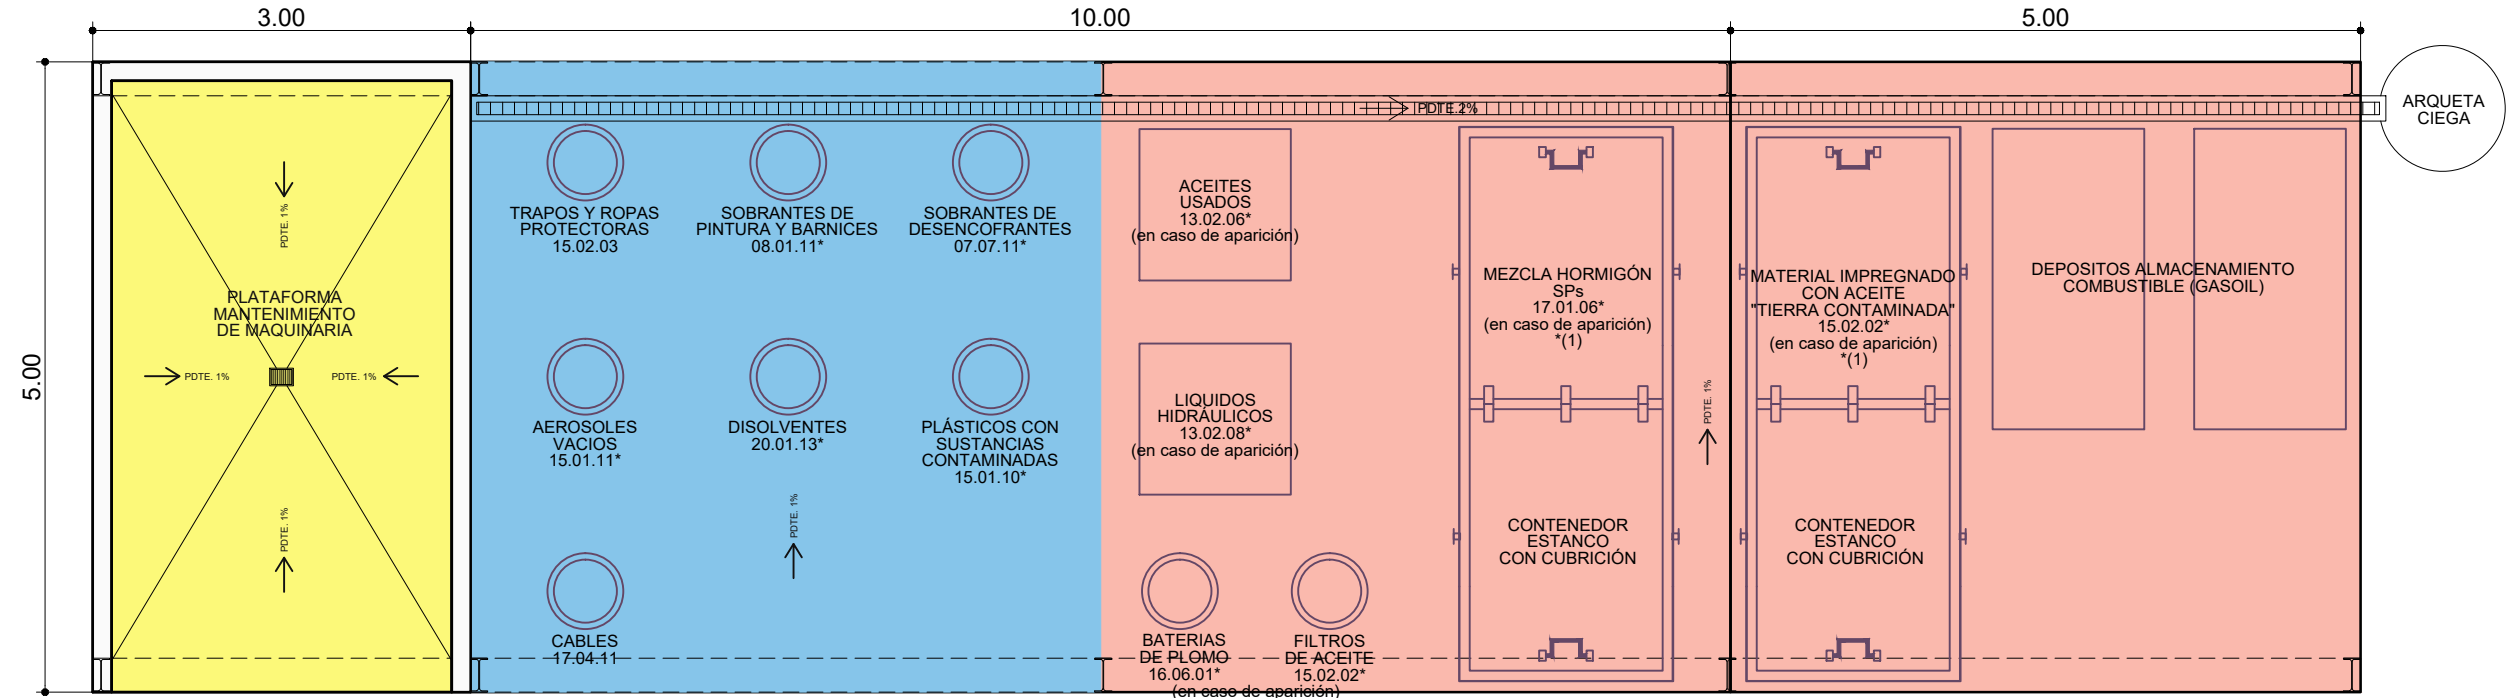 3.00
10.00
5.00
5.00
ARQUETA
CIEGA
PDTE.2%
PLATAFORMA
MANTENIMIENTO
DE MAQUINARIA
PDTE. 1%
PDTE. 1%
PDTE. 1%
PDTE. 1%
TRAPOS Y ROPAS
PROTECTORAS
15.02.03
SOBRANTES DE
PINTURA Y BARNICES
08.01.11*
SOBRANTES DE
DESENCOFRANTES
07.07.11*
AEROSOLES
VACIOS
15.01.11*
DISOLVENTES
20.01.13*
PLÁSTICOS CON
SUSTANCIAS
CONTAMINADAS
15.01.10*
PDTE. 1%
CABLES
17.04.11
ACEITES
USADOS
13.02.06*
(en caso de aparición)
LIQUIDOS
HIDRÁULICOS
13.02.08*
(en caso de aparición)
BATERIAS
DE PLOMO
16.06.01*
(en caso de aparición)
FILTROS
DE ACEITE
15.02.02*
MEZCLA HORMIGÓN
SPs
17.01.06*
(en caso de aparición)
*(1)
CONTENEDOR
ESTANCO
CON CUBRICIÓN
PDTE. 1%
MATERIAL IMPREGNADO
CON ACEITE
"TIERRA CONTAMINADA"
15.02.02*
(en caso de aparición)
*(1)
CONTENEDOR
ESTANCO
CON CUBRICIÓN
DEPOSITOS ALMACENAMIENTO
COMBUSTIBLE (GASOIL)